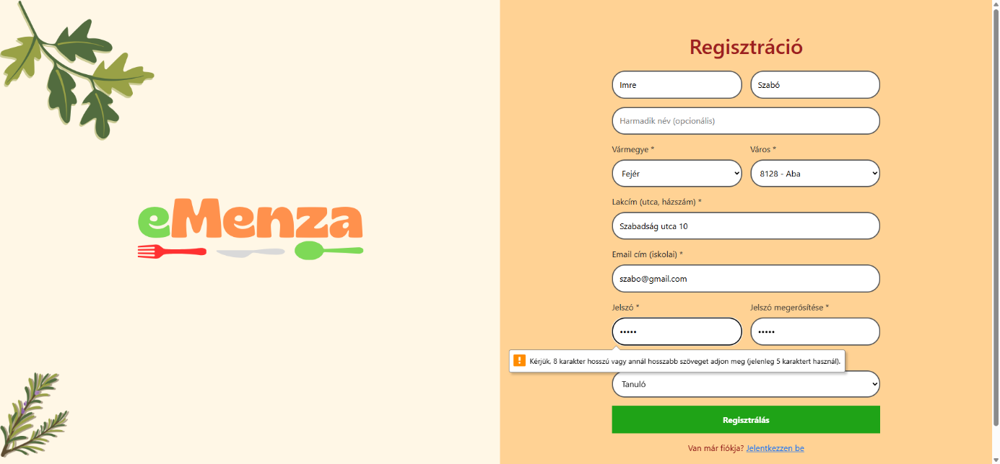 eMenza
Regisztráció
Imre
Szabó
Harmadik név (opcionális)
Vármegye *
Város *
Fejér
8128 - Aba
Lakcím (utca, házszám) *
Szabadság utca 10
Email cím (iskolai) *
szabo@gmail.com
Jelszó *
Jelszó megerősítése *
•••••
•••••
Kérjük, 8 karakter hosszú vagy annál hosszabb szöveget adjon meg (jelenleg 5 karaktert használ).
Tanuló
Regisztrálás
Van már fiókja? Jelentkezzen be